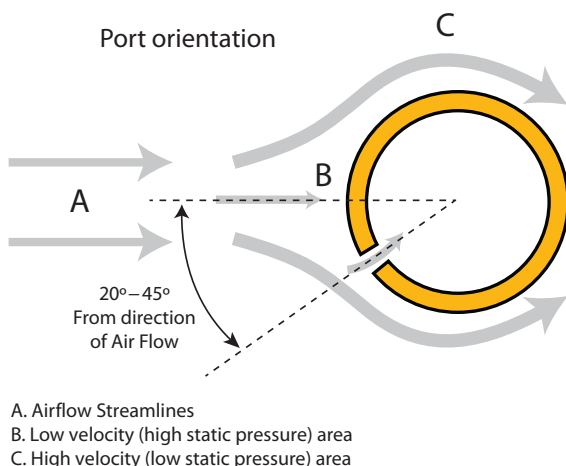 Port orientation
C
B
A
20º–45º
From direction
of Air Flow
A. Airflow Streamlines
B. Low velocity (high static pressure) area
C. High velocity (low static pressure) area